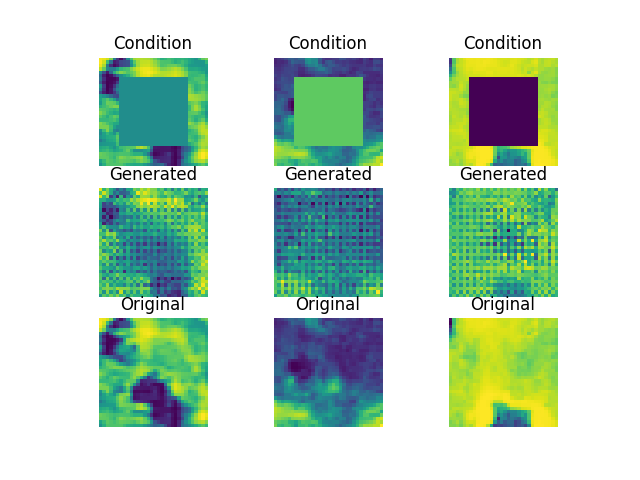 Condition Condition Condition
Generated Generated Generated
Original Original Original